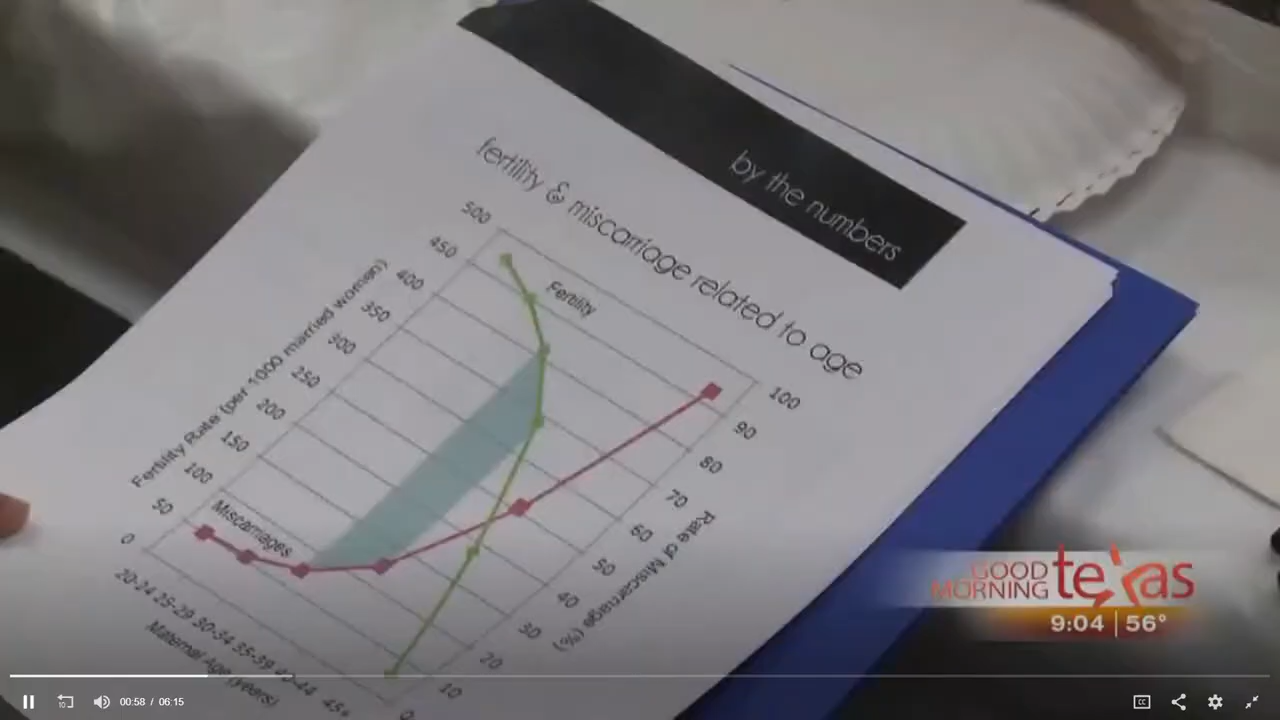 by the numbers
fertility & miscarriage related to age
500
450
400
350
300
250
200
150
100
50
0
Fertility Rate (per 1000 married women)
Fertility
Miscarriages
100
90
80
70
60
50
40
30
20
10
0
Rate of Miscarriage (%)
20-24 25-29 30-34 35-39 40-44 45+
Maternal Age (years)
GOOD
MORNING
texas
9:04 | 56°
10
00:58 / 06:15
CC